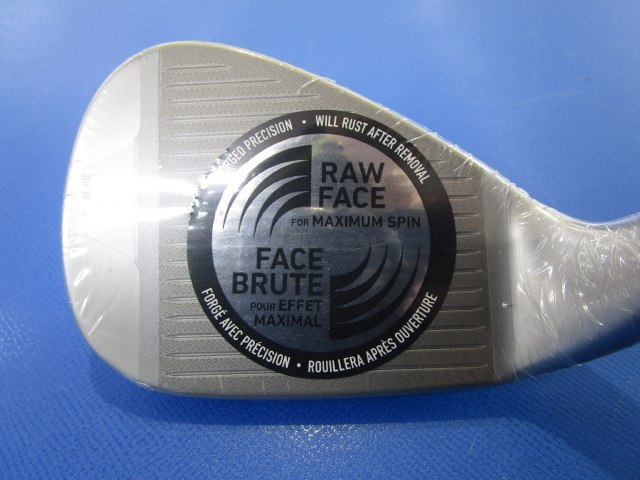 FORGED PRECISION • WILL RUST AFTER REMOVAL
RAW
FACE
FOR MAXIMUM SPIN
FACE
BRUTE
POUR EFFET
MAXIMAL
FORGÉ AVEC PRÉCISION • ROUILLERA APRÈS OUVERTURE